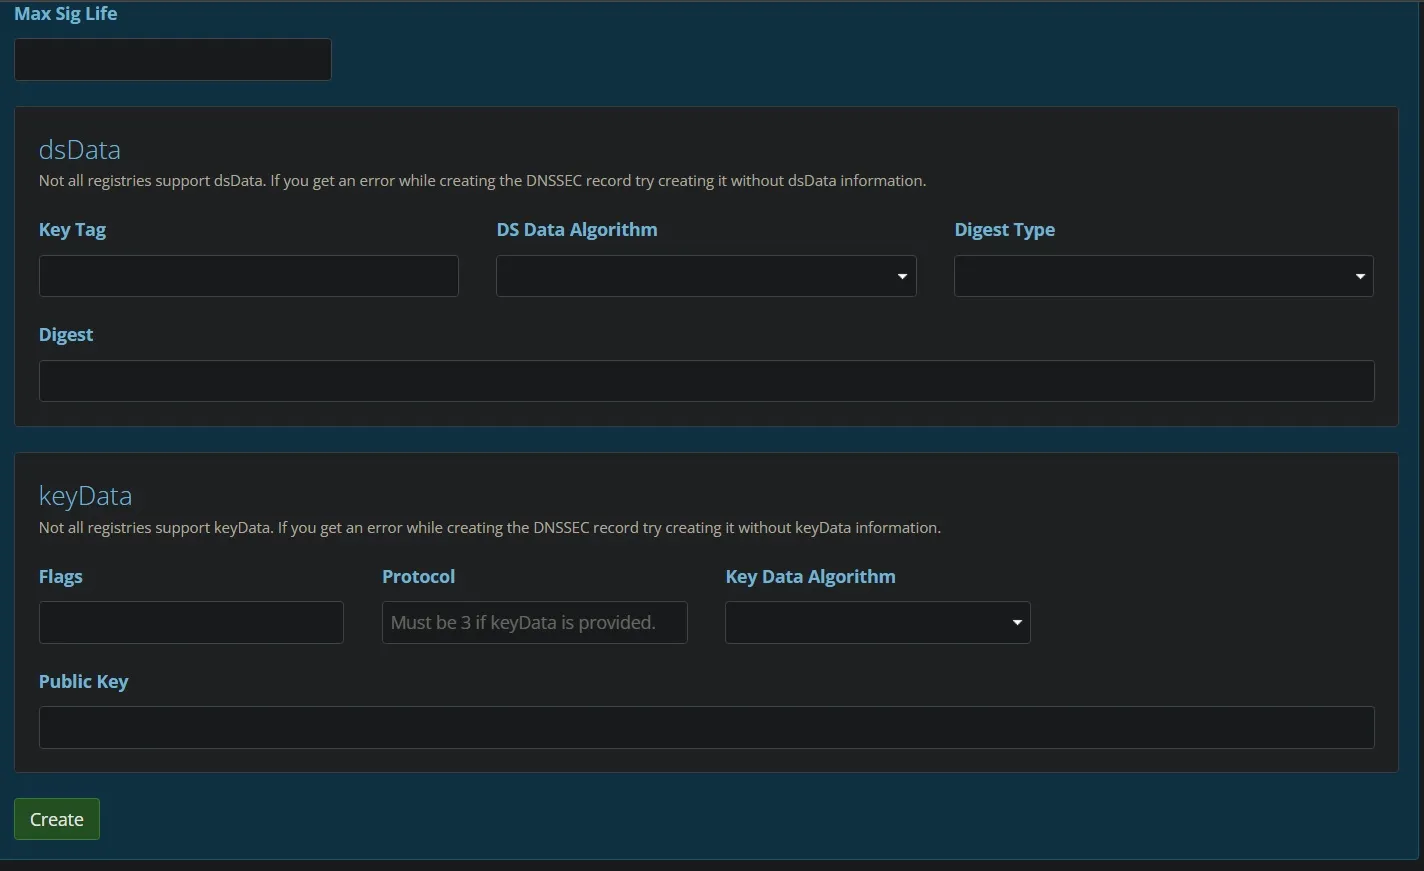 Max Sig Life
dsData
Not all registries support dsData. If you get an error while creating the DNSSEC record try creating it without dsData information.
Key Tag
DS Data Algorithm
Digest Type
Digest
keyData
Not all registries support keyData. If you get an error while creating the DNSSEC record try creating it without keyData information.
Flags
Protocol
Key Data Algorithm
Must be 3 if keyData is provided.
Public Key
Create